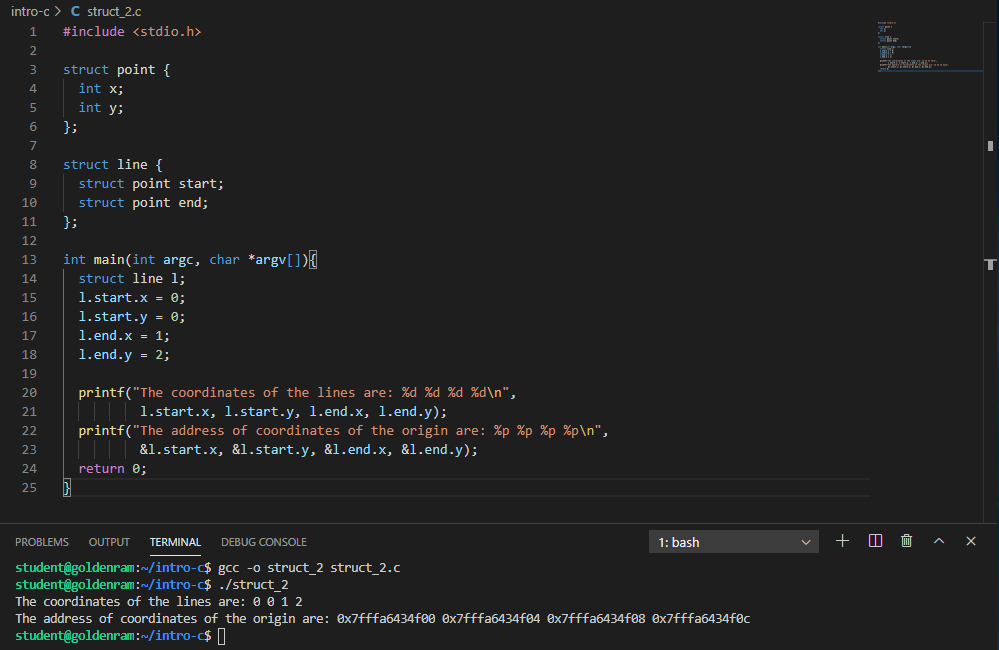 intro-c > C struct_2.c
1 #include <stdio.h>
2
3 struct point {
4   int x;
5   int y;
6 };
7
8 struct line {
9   struct point start;
10   struct point end;
11 };
12
13 int main(int argc, char *argv[]){
14   struct line l;
15   l.start.x = 0;
16   l.start.y = 0;
17   l.end.x = 1;
18   l.end.y = 2;
19
20   printf("The coordinates of the lines are: %d %d %d %d\n",
21           l.start.x, l.start.y, l.end.x, l.end.y);
22   printf("The address of coordinates of the origin are: %p %p %p %p\n",
23           &l.start.x, &l.start.y, &l.end.x, &l.end.y);
24   return 0;
25 }
PROBLEMS OUTPUT TERMINAL DEBUG CONSOLE 1: bash
student@goldenram:~/intro-c$ gcc -o struct_2 struct_2.c
student@goldenram:~/intro-c$ ./struct_2
The coordinates of the lines are: 0 0 1 2
The address of coordinates of the origin are: 0x7fffa6434f00 0x7fffa6434f04 0x7fffa6434f08 0x7fffa6434f0c
student@goldenram:~/intro-c$